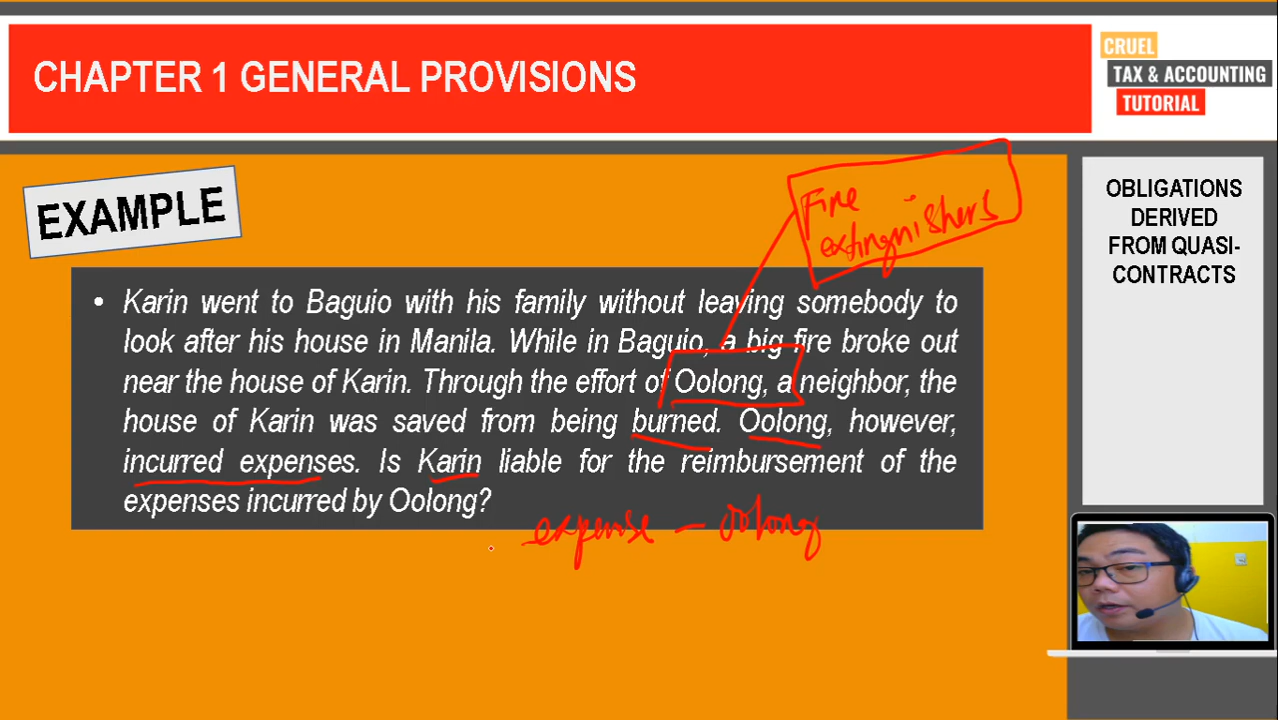 CHAPTER 1 GENERAL PROVISIONS
CRUEL
TAX & ACCOUNTING
TUTORIAL
EXAMPLE
Fire
extinguishers
OBLIGATIONS
DERIVED
FROM QUASI-
CONTRACTS
• Karin went to Baguio with his family without leaving somebody to
look after his house in Manila. While in Baguio, a big fire broke out
near the house of Karin. Through the effort of Oolong, a neighbor, the
house of Karin was saved from being burned. Oolong, however,
incurred expenses. Is Karin liable for the reimbursement of the
expenses incurred by Oolong?
expense – oolong